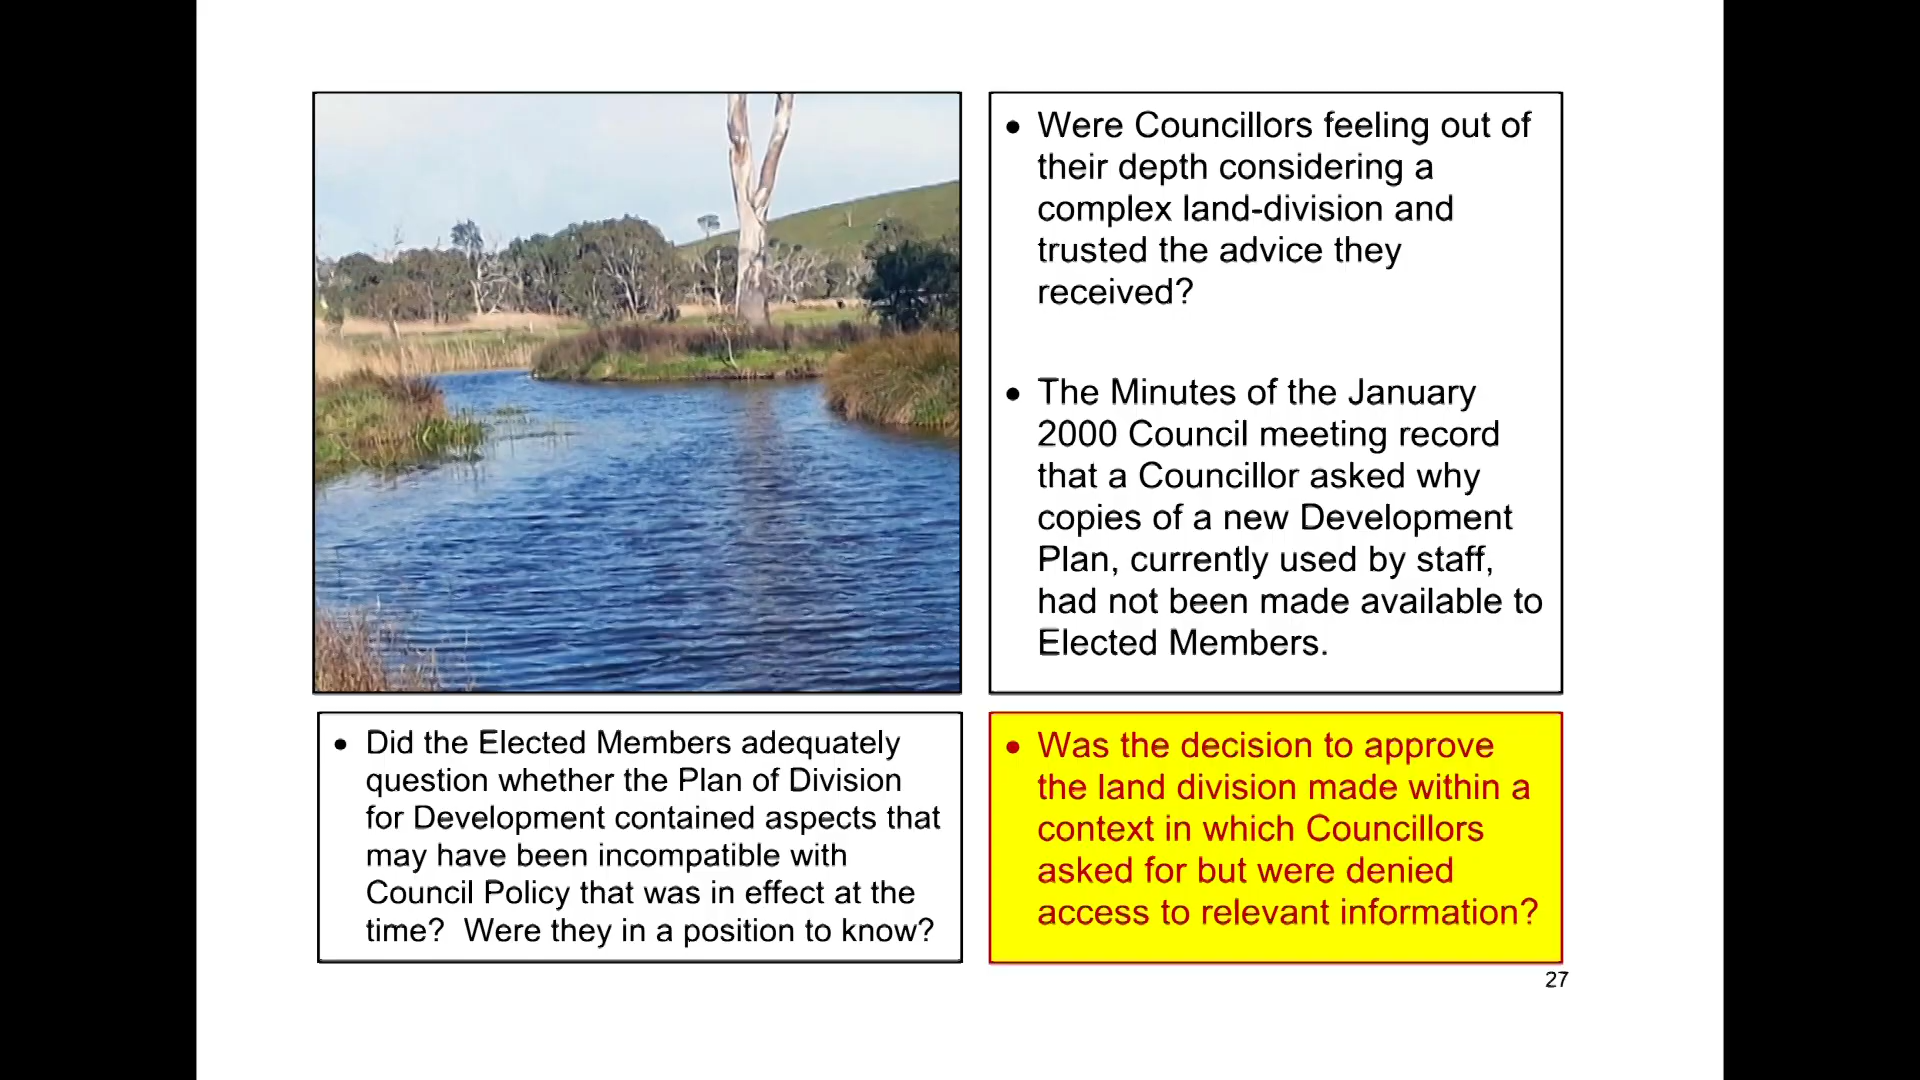 • Were Councillors feeling out of
their depth considering a
complex land-division and
trusted the advice they
received?
• The Minutes of the January
2000 Council meeting record
that a Councillor asked why
copies of a new Development
Plan, currently used by staff,
had not been made available to
Elected Members.
• Did the Elected Members adequately
question whether the Plan of Division
for Development contained aspects that
may have been incompatible with
Council Policy that was in effect at the
time?  Were they in a position to know?
• Was the decision to approve
the land division made within a
context in which Councillors
asked for but were denied
access to relevant information?
27